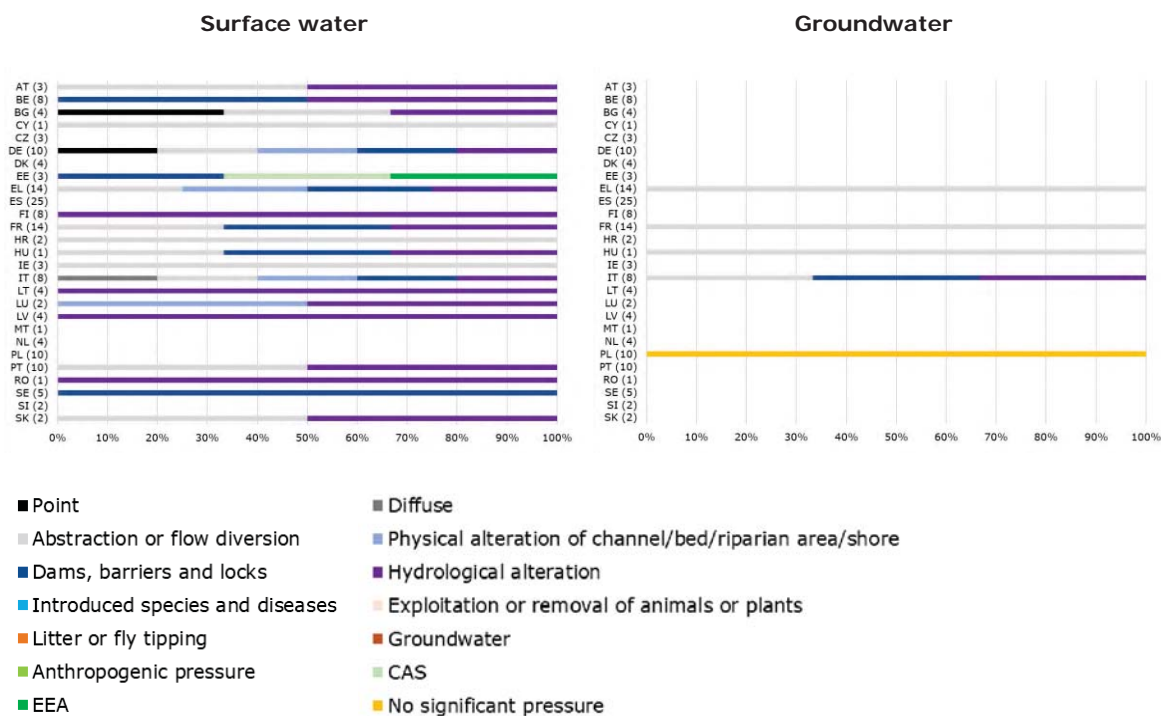 Surface water
Groundwater
AT (3)
BE (8)
BG (4)
CY (1)
CZ (3)
DE (10)
DK (4)
EE (3)
EL (14)
ES (25)
FI (8)
FR (14)
HR (2)
HU (1)
IE (3)
IT (8)
LT (4)
LU (2)
LV (4)
MT (1)
NL (4)
PL (10)
PT (10)
RO (1)
SE (5)
SI (2)
SK (2)
0% 10% 20% 30% 40% 50% 60% 70% 80% 90% 100%
AT (3)
BE (8)
BG (4)
CY (1)
CZ (3)
DE (10)
DK (4)
EE (3)
EL (14)
ES (25)
FI (8)
FR (14)
HR (2)
HU (1)
IE (3)
IT (8)
LT (4)
LU (2)
LV (4)
MT (1)
NL (4)
PL (10)
PT (10)
RO (1)
SE (5)
SI (2)
SK (2)
0% 10% 20% 30% 40% 50% 60% 70% 80% 90% 100%
Point
Diffuse
Abstraction or flow diversion
Physical alteration of channel/bed/riparian area/shore
Dams, barriers and locks
Hydrological alteration
Introduced species and diseases
Exploitation or removal of animals or plants
Litter or fly tipping
Groundwater
Anthropogenic pressure
CAS
EEA
No significant pressure